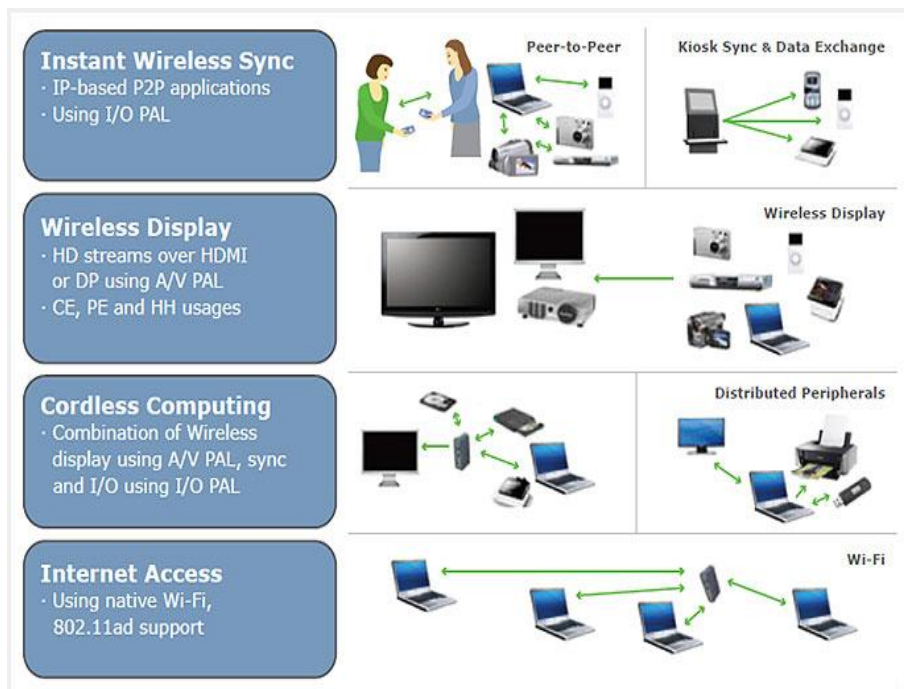 Instant Wireless Sync
· IP-based P2P applications
· Using I/O PAL
Peer-to-Peer
Kiosk Sync & Data Exchange
Wireless Display
· HD streams over HDMI
or DP using A/V PAL
· CE, PE and HH usages
Wireless Display
Cordless Computing
· Combination of Wireless
display using A/V PAL, sync
and I/O using I/O PAL
Distributed Peripherals
Internet Access
· Using native Wi-Fi,
802.11ad support
Wi-Fi